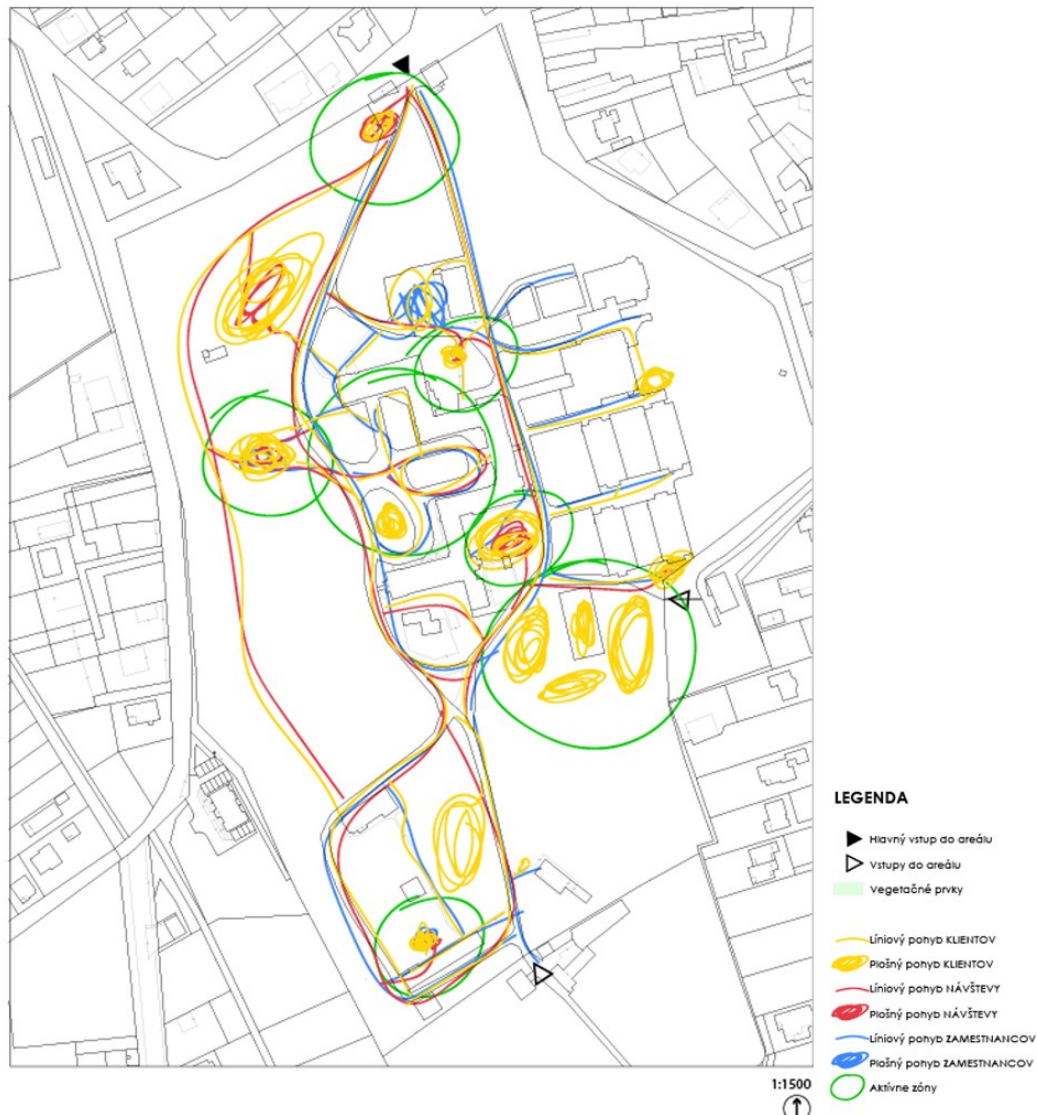 LEGENDA
Hlavný vstup do areálu
Vstupy do areálu
Vegetačné prvky
Líniový pohyb KLIENTOV
Plošný pohyb KLIENTOV
Líniový pohyb NÁVŠTEVY
Plošný pohyb NÁVŠTEVY
Líniový pohyb ZAMESTNANCOV
Plošný pohyb ZAMESTNANCOV
Aktívne zóny
1:1500